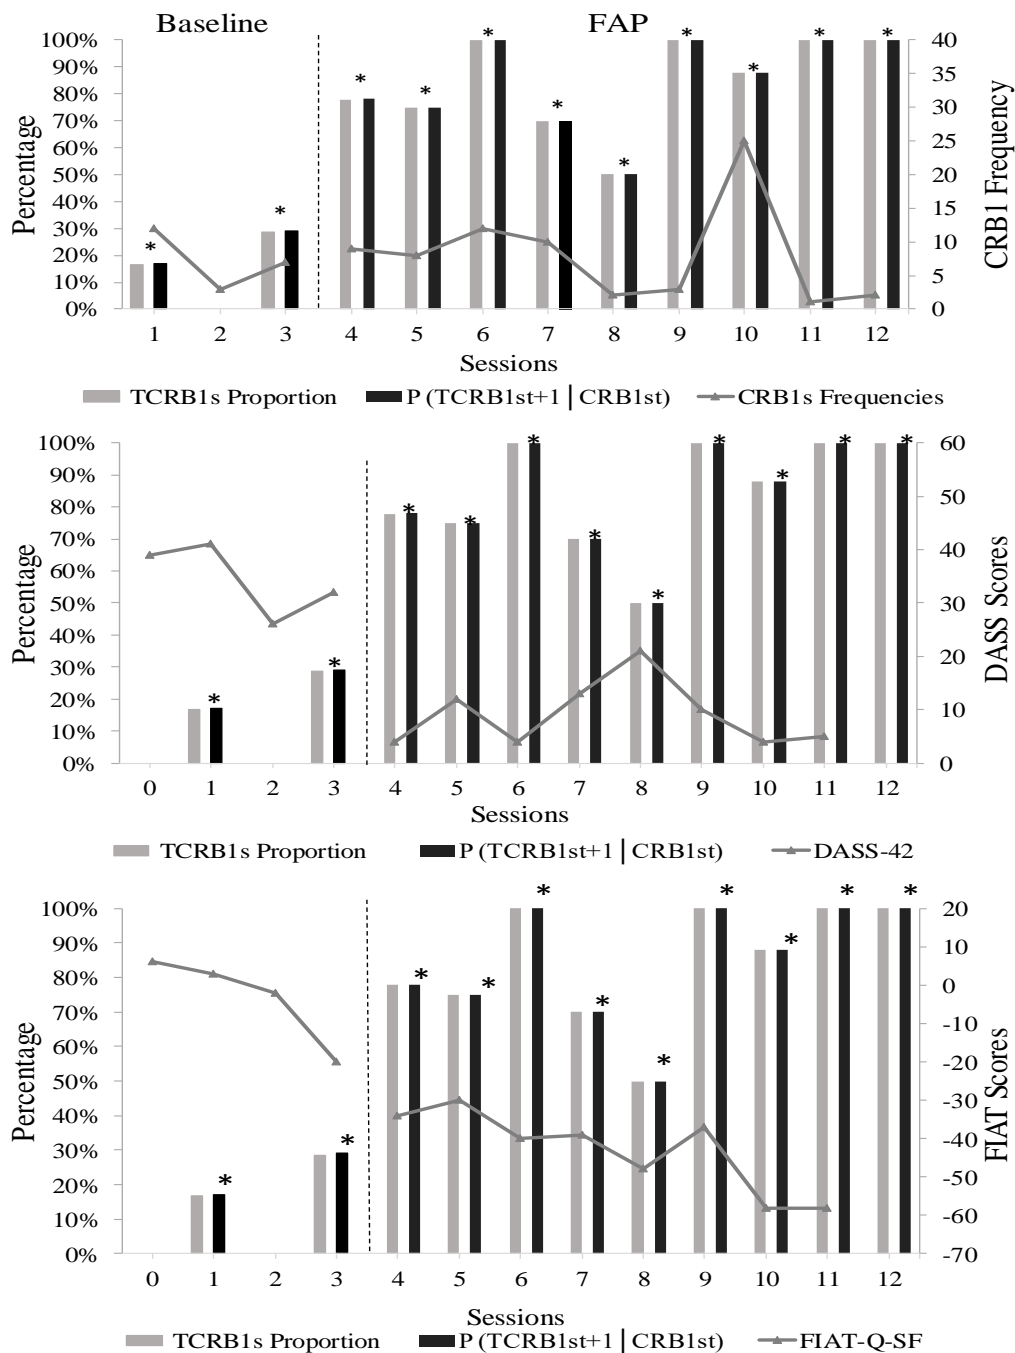 Baseline FAP
100% 40
90% 35
80% 30
70% 25
60% 20
50% 15
40% 10
30% 5
20% 0
10%
0%
Percentage
CRB1 Frequency
* * * * * * * * * * *
1 2 3 4 5 6 7 8 9 10 11 12
Sessions
TCRB1s Proportion P (TCRB1st+1 | CRB1st) CRB1s Frequencies
100% 60
90% 50
80% 40
70% 30
60% 20
50% 10
40% 0
30%
20%
10%
0%
Percentage
DASS Scores
* * * * * * * * * * *
0 1 2 3 4 5 6 7 8 9 10 11 12
Sessions
TCRB1s Proportion P (TCRB1st+1 | CRB1st) DASS-42
100% 20
90% 10
80% 0
70% -10
60% -20
50% -30
40% -40
30% -50
20% -60
10% -70
0%
Percentage
FIAT Scores
* * * * * * * * * * *
0 1 2 3 4 5 6 7 8 9 10 11 12
Sessions
TCRB1s Proportion P (TCRB1st+1 | CRB1st) FIAT-Q-SF